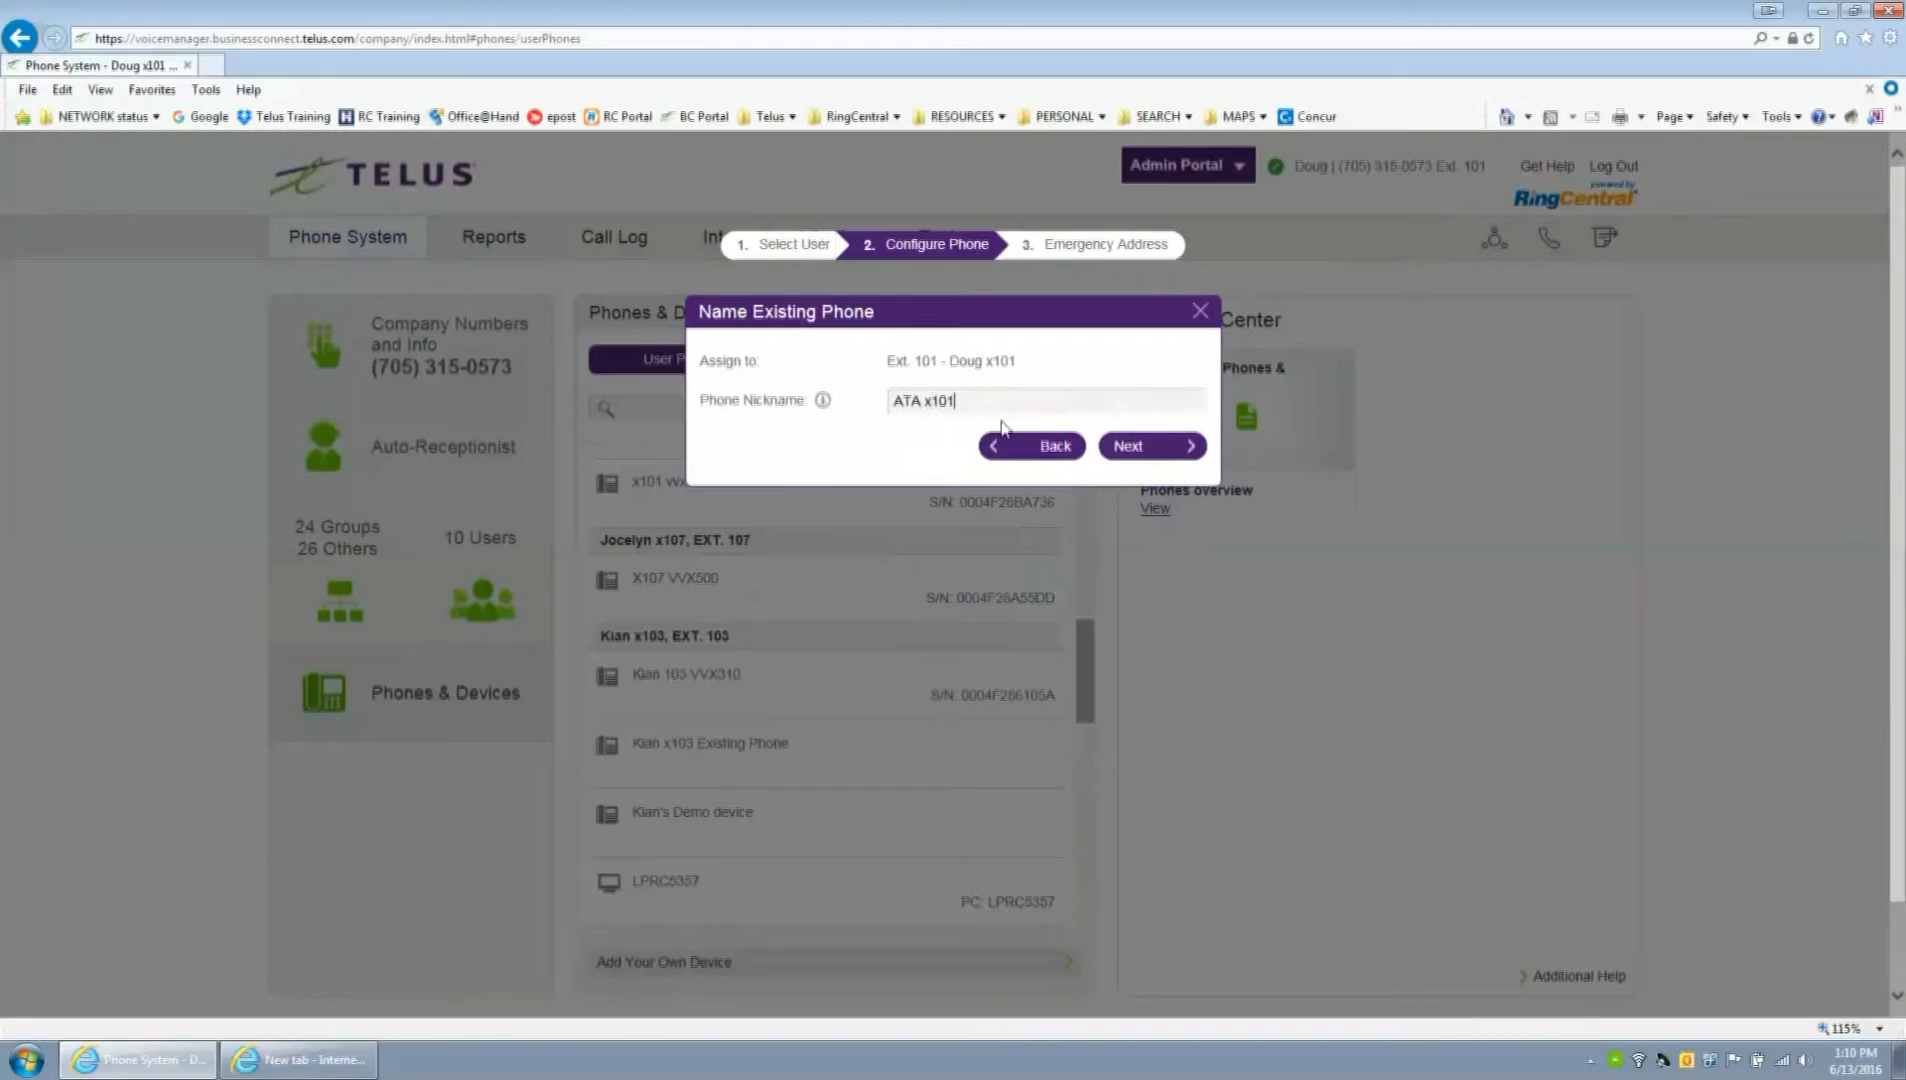 https://voicemanager.businessconnect.telus.com/company/index.html#phones/userPhones
Phone System - Doug x101 ...
File Edit View Favorites Tools Help
NETWORK status Google Telus Training RC Training Office@Hand epost RC Portal BC Portal Telus RingCentral RESOURCES PERSONAL SEARCH MAPS Concur Page Safety Tools
TELUS
Admin Portal Doug | (705) 315-0573 Ext. 101 Get Help Log Out
powered by
RingCentral
Phone System Reports Call Log Int
1. Select User 2. Configure Phone 3. Emergency Address
Company Numbers
and Info
(705) 315-0573
Auto-Receptionist
24 Groups
26 Others
10 Users
Phones & Devices
Phones & D
User P
Name Existing Phone
Assign to: Ext. 101 - Doug x101
Phone Nickname: ATA x101
Back Next
x101 vvx
S/N: 0004F28BA736
Jocelyn x107, EXT. 107
X107 VVX500
S/N: 0004F28A55DD
Kian x103, EXT. 103
Kian 103 VVX310
S/N: 0004F286105A
Kian x103 Existing Phone
Kian's Demo device
LPRC5357
PC: LPRC5357
Add Your Own Device
Center
Phones &
Phones overview
View
Additional Help
115%
Phone System - D... New tab - Interne...
1:10 PM
6/13/2016